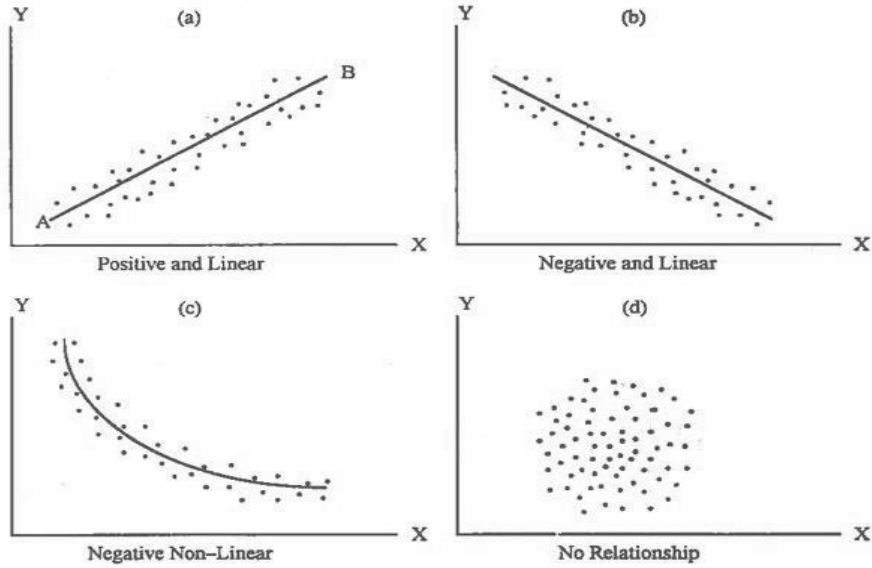 Y
(a)
B
A
X
Positive and Linear
Y
(b)
X
Negative and Linear
Y
(c)
X
Negative Non-Linear
Y
(d)
X
No Relationship